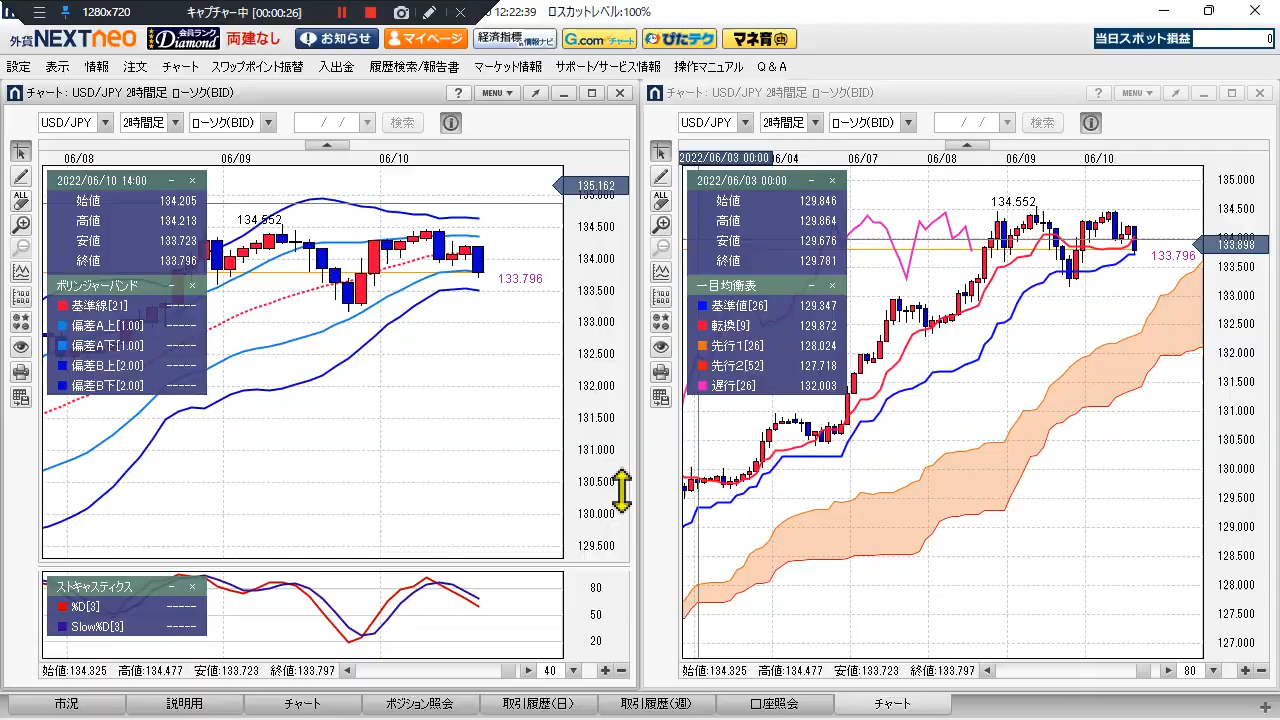 1280x720 キャプチャー中 [00:00:26] 12:22:39 ロスカットレベル:100%
外貨NEXTneo 会員ランク Diamond 両建なし お知らせ マイページ 経済指標&情報ナビ G.comチャート ぴたテク マネ育 当日スポット損益 0
設定 表示 情報 注文 チャート スワップポイント振替 入出金 履歴検索/報告書 マーケット情報 サポート/サービス情報 操作マニュアル Q&A
チャート : USD/JPY 2時間足 ローソク(BID) ? MENU▼
USD/JPY 2時間足 ローソク(BID) / / 検索
ALL
06/08 06/09 06/10
2022/06/10 14:00
始値 134.205
高値 134.213
安値 133.728
終値 133.796
ボリンジャーバンド
基準線[21] -----
偏差A上[1.00] -----
偏差A下[1.00] -----
偏差B上[2.00] -----
偏差B下[2.00] -----
134.552
133.796
135.162
135.000
134.500
134.000
133.500
133.000
132.500
132.000
131.500
131.000
130.500
130.000
129.500
ストキャスティクス
%D[3] -----
Slow%D[3] -----
80
50
20
始値:134.325 高値:134.477 安値:133.723 終値:133.797 40
チャート : USD/JPY 2時間足 ローソク(BID) ? MENU▼
USD/JPY 2時間足 ローソク(BID) / / 検索
ALL
2022/06/03 00:00 06/04 06/07 06/08 06/09 06/10
2022/06/03 00:00
始値 129.846
高値 129.864
安値 129.676
終値 129.781
一目均衡表
基準値[26] 129.347
転換[9] 129.872
先行1[26] 128.024
先行2[52] 127.718
遅行[26] 132.003
134.552
133.796
135.000
134.500
134.000
133.898
133.500
133.000
132.500
132.000
131.500
131.000
130.500
130.000
129.500
129.000
128.500
128.000
127.500
127.000
始値:134.325 高値:134.477 安値:133.723 終値:133.797 80
市況 説明用 チャート ポジション照会 取引履歴(日) 取引履歴(週) 口座照会 チャート